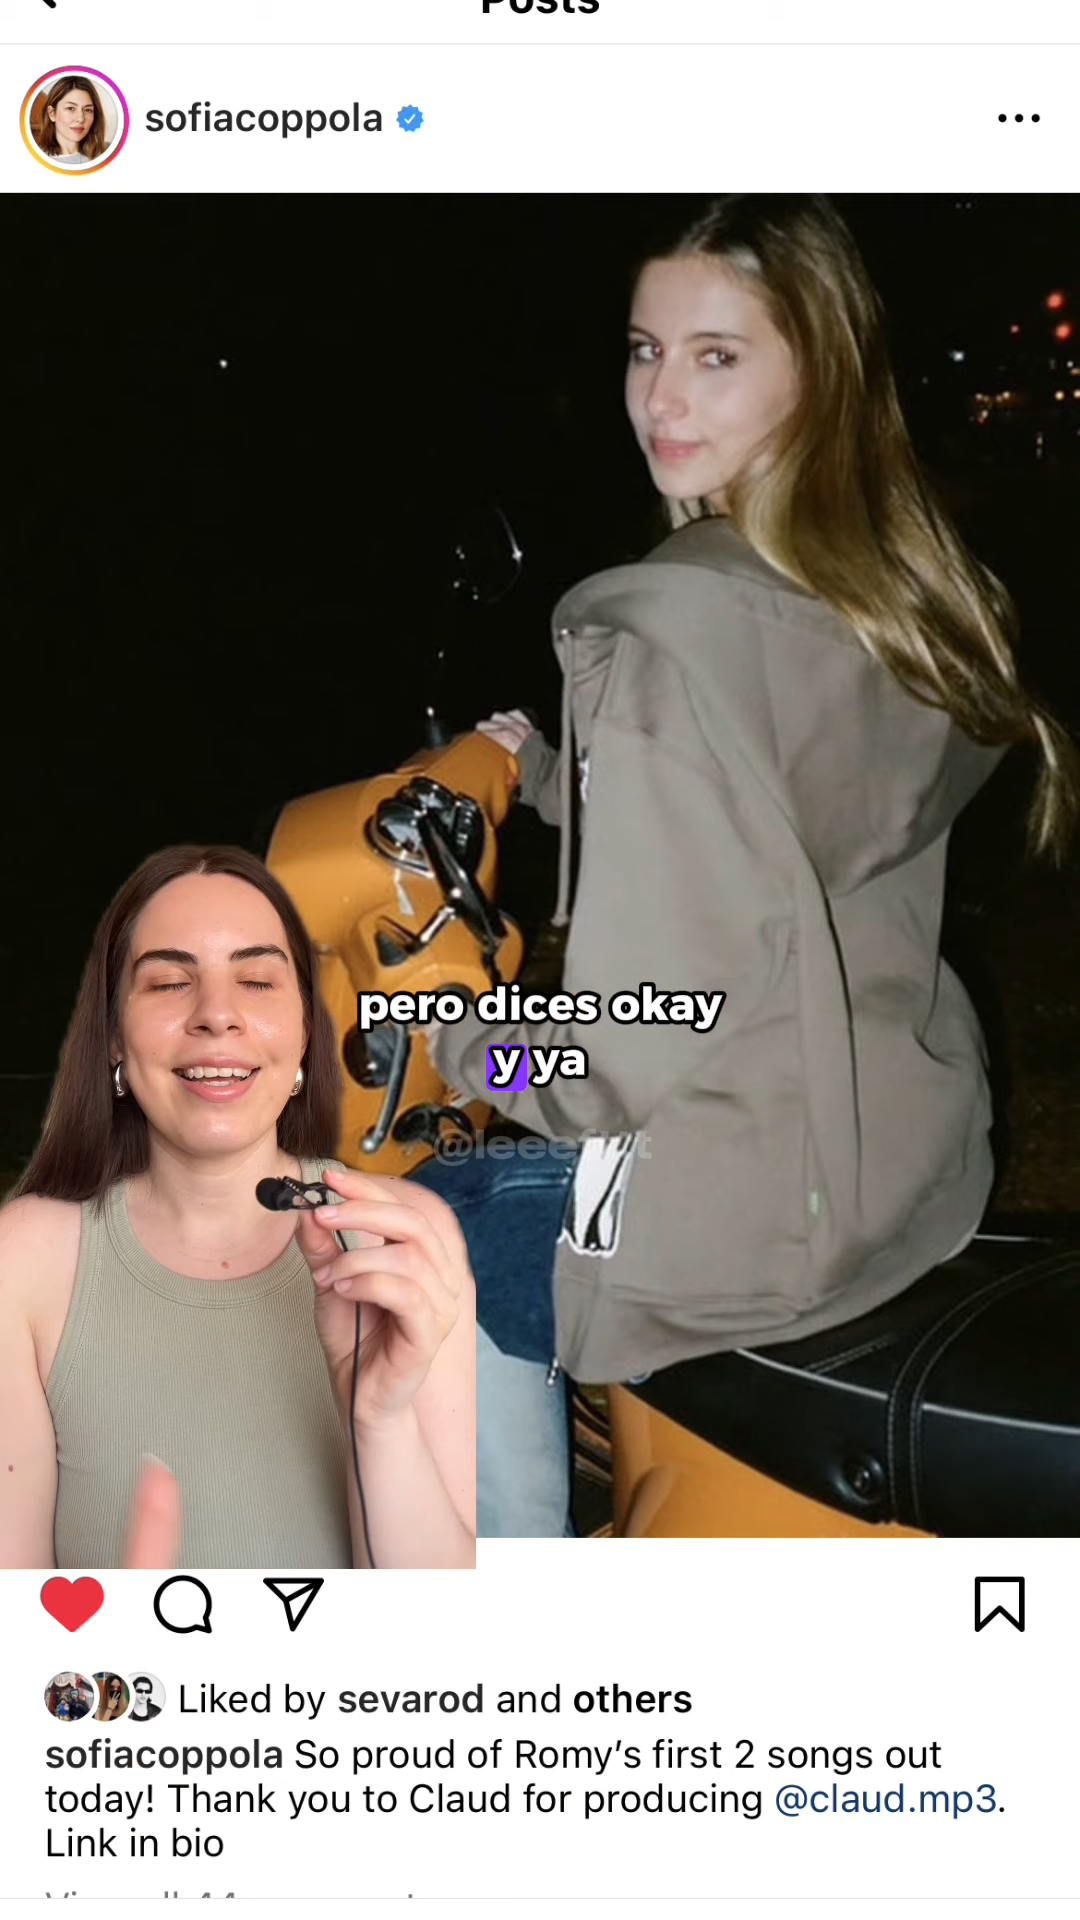 Posts
sofiacoppola
pero dices okay
y ya
Liked by sevarod and others
sofiacoppola So proud of Romy’s first 2 songs out
today! Thank you to Claud for producing @claud.mp3.
Link in bio